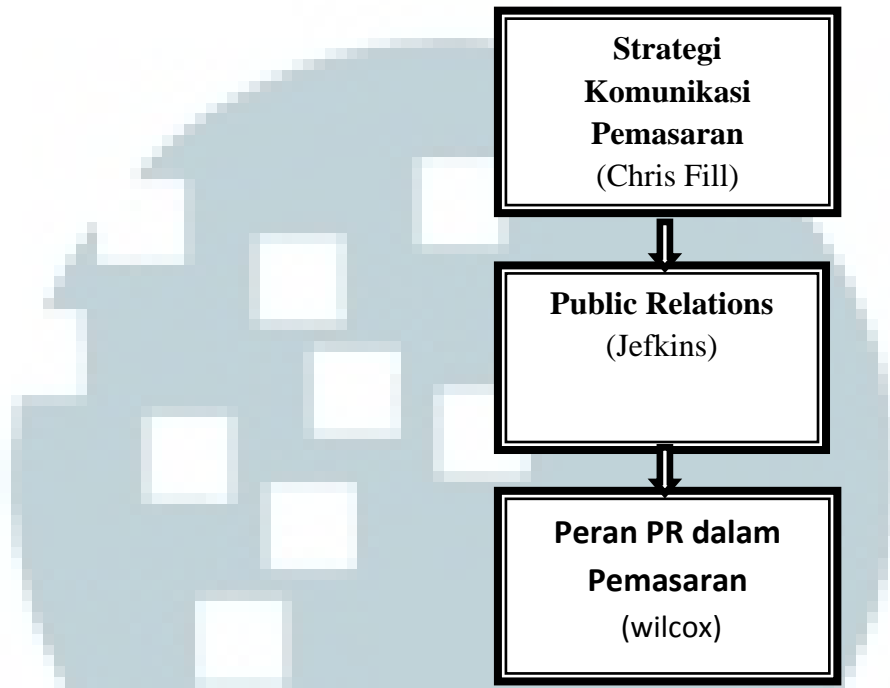 Strategi
Komunikasi
Pemasaran
(Chris Fill)
Public Relations
(Jefkins)
Peran PR dalam
Pemasaran
(wilcox)